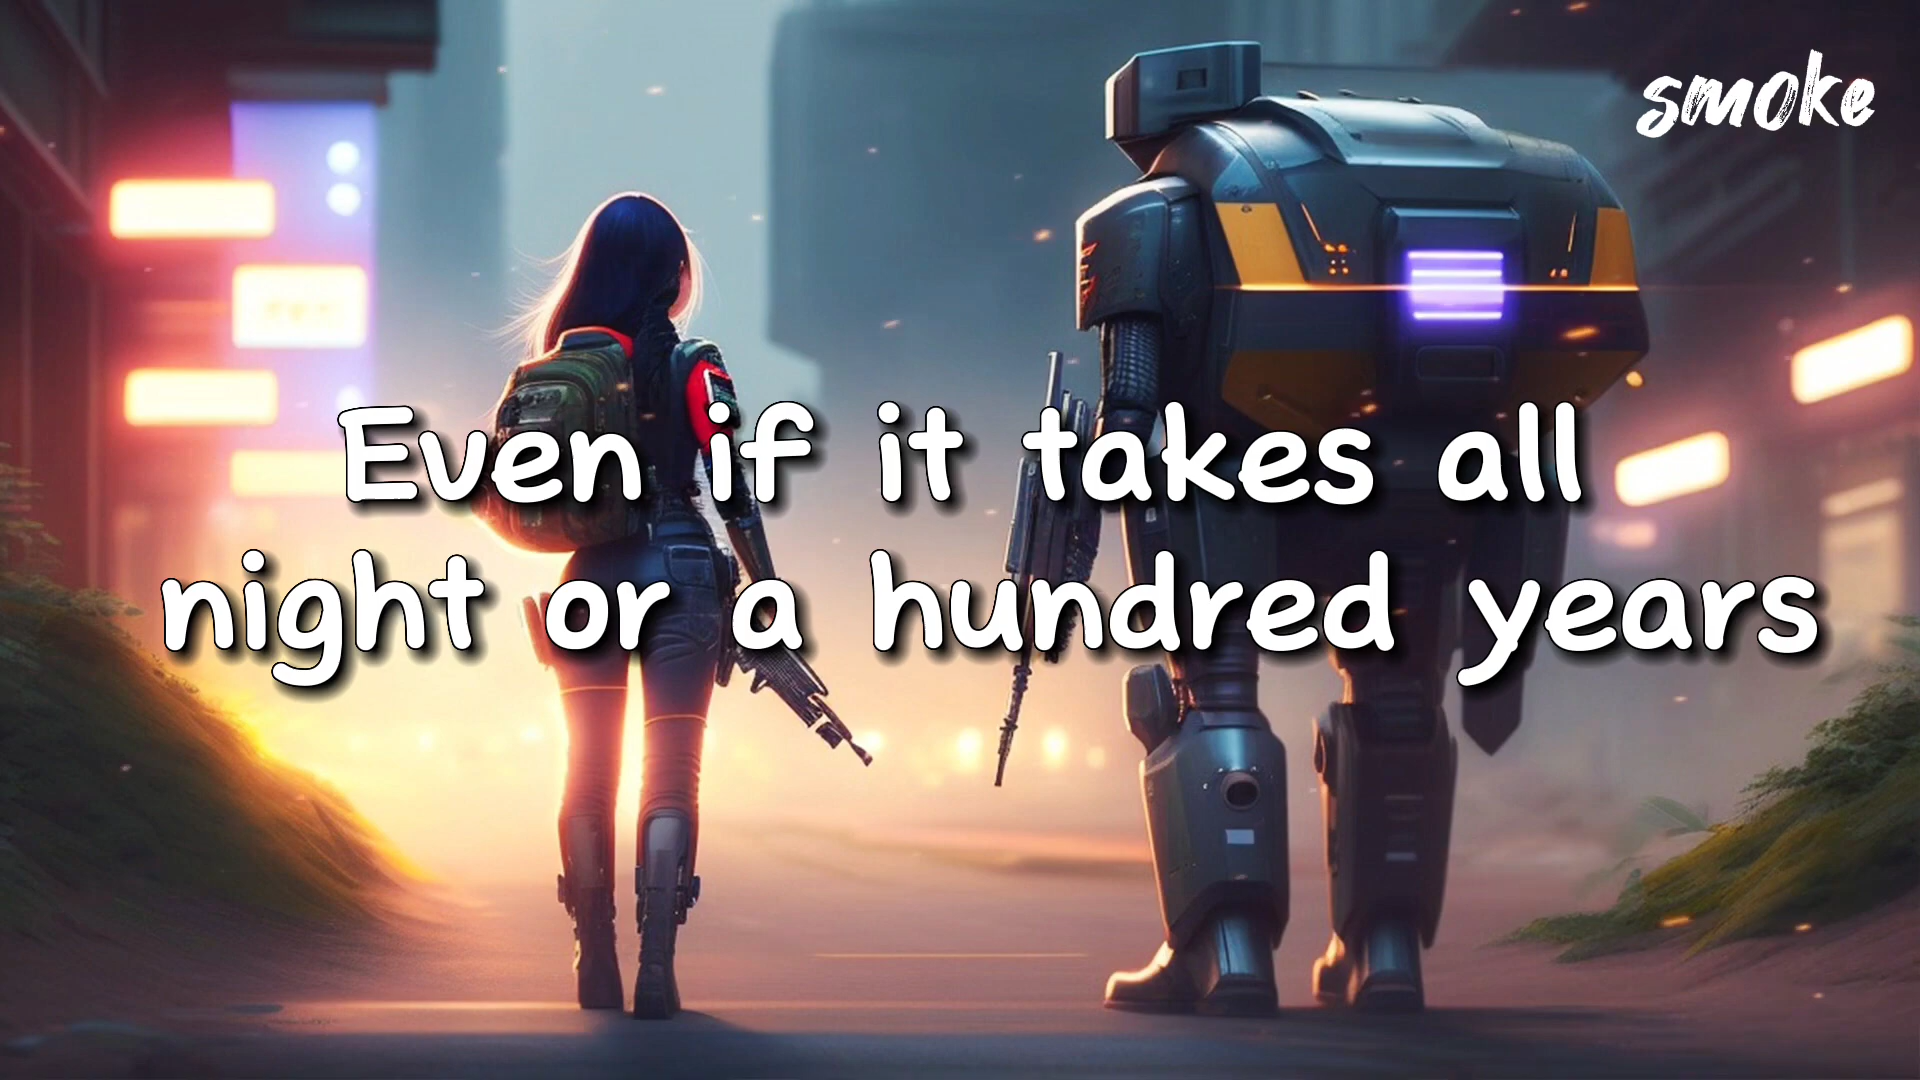 smoke
Even if it takes all
night or a hundred years